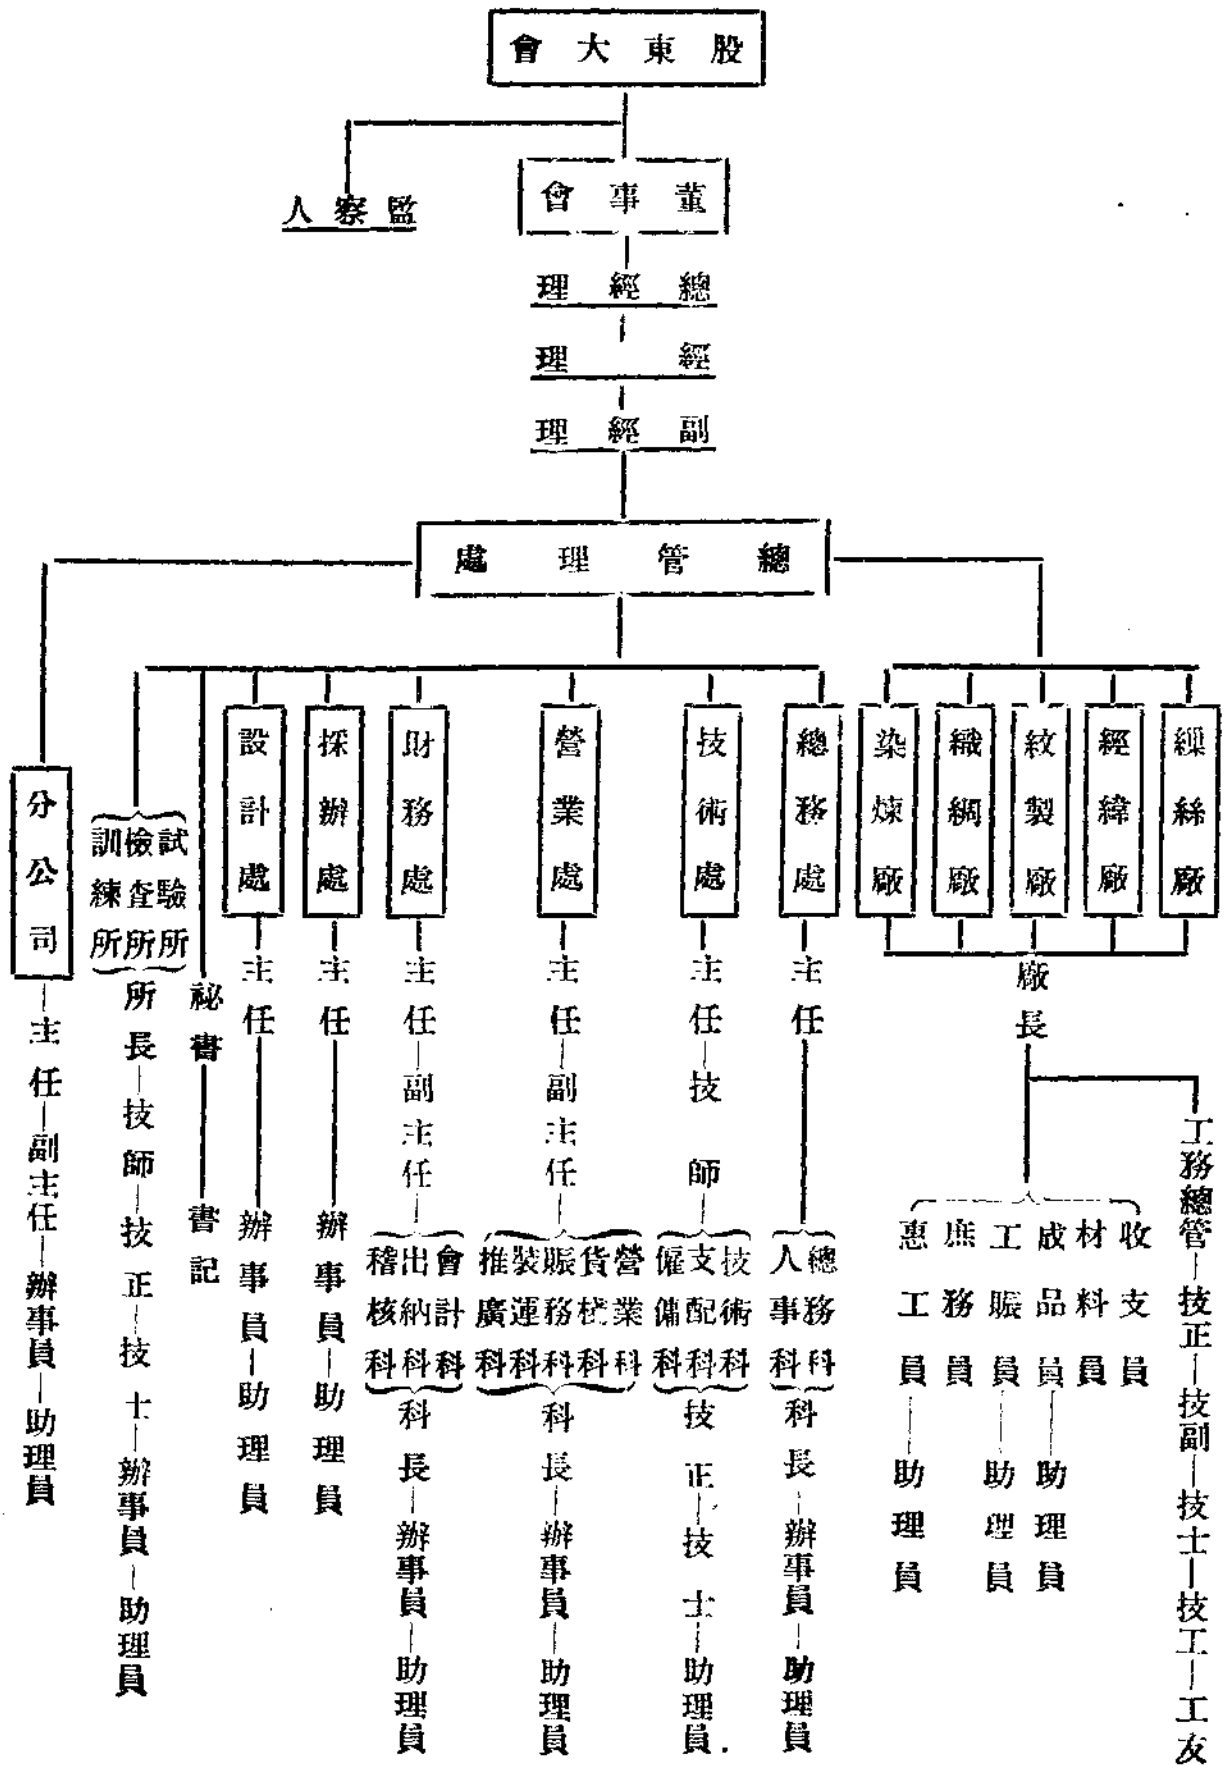 股東大會
監察人
董事會
總經理
經理
副經理
總管理處
繅絲廠
經緯廠
紋製廠
織綢廠
染煉廠
廠長
工務總管
技正
技副
技士
技工
工友
收支員
材料員
成品員
助理員
工賬員
助理員
庶務員
惠工員
助理員
總務處
主任
總務科
人事科
科長
辦事員
助理員
技術處
主任
技師
技術科
支配科
僱傭科
技正
技士
助理員
營業處
主任
副主任
營業科
貨棧科
賬務科
裝運科
推廣科
科長
辦事員
助理員
財務處
主任
副主任
會計科
出納科
稽核科
科長
辦事員
助理員
採辦處
主任
辦事員
助理員
設計處
主任
辦事員
助理員
祕書
書記
試驗所
檢查所
訓練所
所長
技師
技正
技士
辦事員
助理員
分公司
主任
副主任
辦事員
助理員